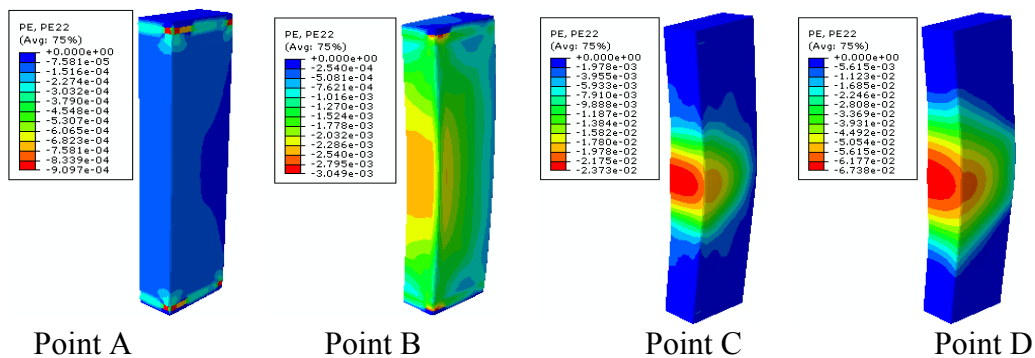 PE, PE22
(Avg: 75%)
+0.000e+00
-7.581e-05
-1.516e-04
-2.274e-04
-3.032e-04
-3.790e-04
-4.548e-04
-5.307e-04
-6.065e-04
-6.823e-04
-7.581e-04
-8.339e-04
-9.097e-04
Point A
PE, PE22
(Avg: 75%)
+0.000e+00
-2.540e-04
-5.081e-04
-7.621e-04
-1.016e-03
-1.270e-03
-1.524e-03
-1.778e-03
-2.032e-03
-2.286e-03
-2.540e-03
-2.795e-03
-3.049e-03
Point B
PE, PE22
(Avg: 75%)
+0.000e+00
-1.978e-03
-3.955e-03
-5.933e-03
-7.910e-03
-9.888e-03
-1.187e-02
-1.384e-02
-1.582e-02
-1.780e-02
-1.978e-02
-2.175e-02
-2.373e-02
Point C
PE, PE22
(Avg: 75%)
+0.000e+00
-5.615e-03
-1.123e-02
-1.685e-02
-2.246e-02
-2.808e-02
-3.369e-02
-3.931e-02
-4.492e-02
-5.054e-02
-5.615e-02
-6.177e-02
-6.738e-02
Point D